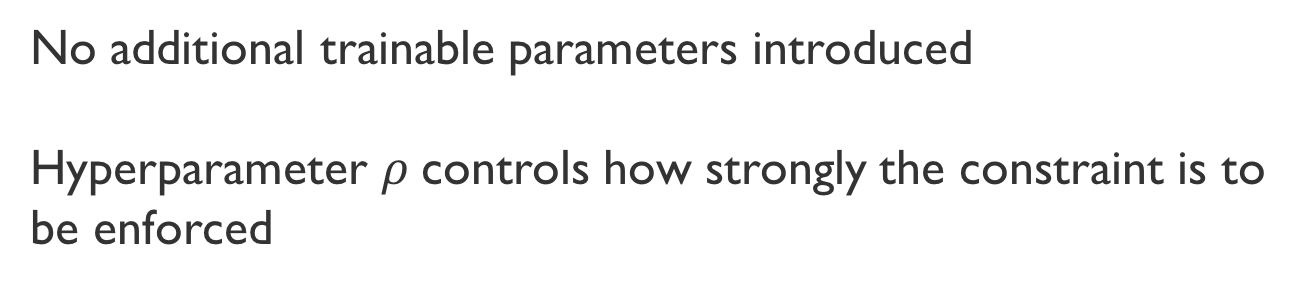 No additional trainable parameters introduced
Hyperparameter ρ controls how strongly the constraint is to
be enforced